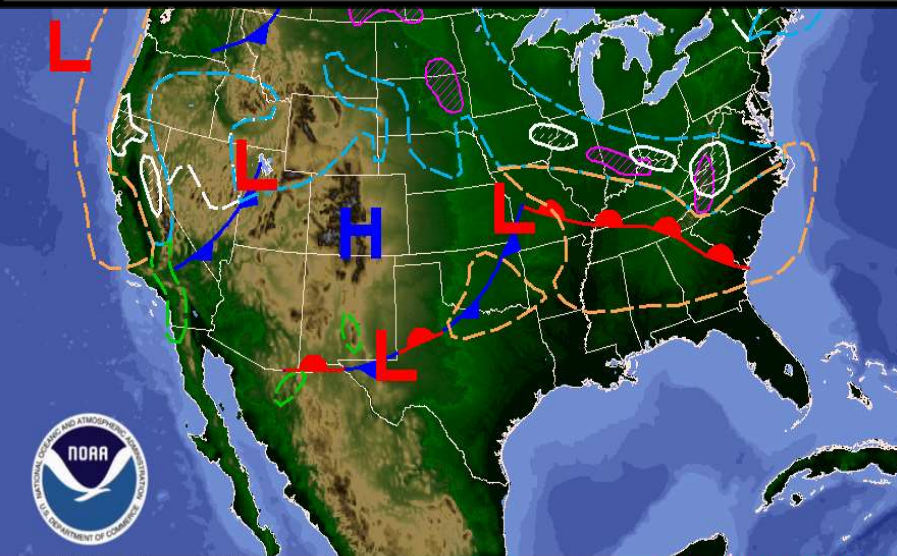 L
L
L
H
L
NATIONAL OCEANIC AND ATMOSPHERIC ADMINISTRATION
NOAA
U.S. DEPARTMENT OF COMMERCE